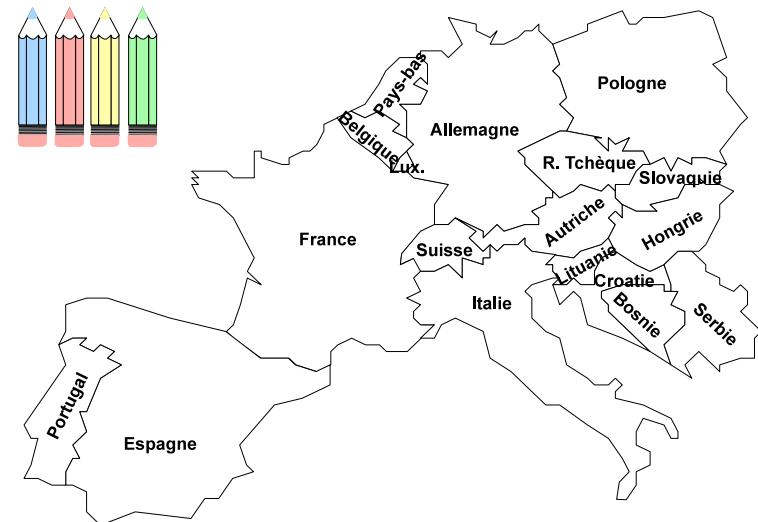 Pays-bas
Pologne
Belgique
Allemagne
Lux.
R. Tchèque
Slovaquie
France
Suisse
Autriche
Hongrie
Lituanie
Croatie
Italie
Bosnie
Serbie
Portugal
Espagne